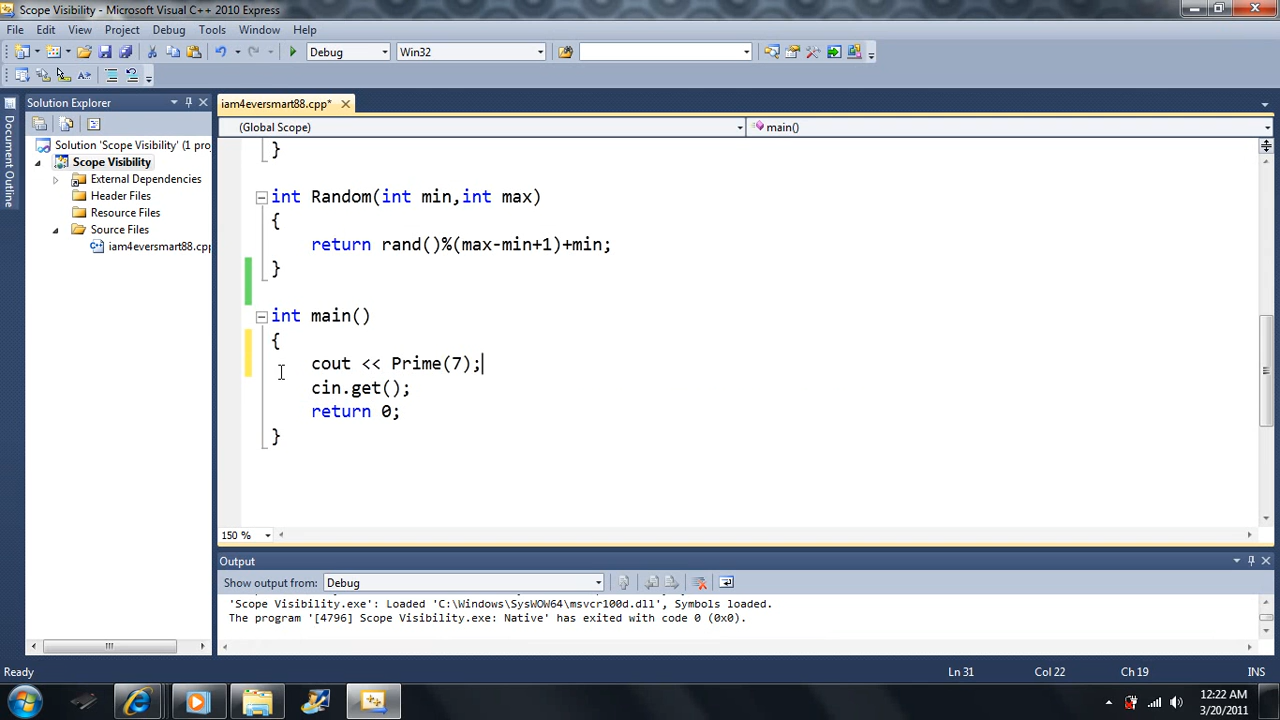 Scope Visibility - Microsoft Visual C++ 2010 Express
File Edit View Project Debug Tools Window Help
Debug Win32
Solution Explorer
iam4eversmart88.cpp*
Document Outline
(Global Scope) main()
Solution 'Scope Visibility' (1 pro
Scope Visibility
External Dependencies
Header Files
Resource Files
Source Files
iam4eversmart88.cpp
}
int Random(int min,int max)
{
return rand()%(max-min+1)+min;
}
int main()
{
cout << Prime(7);
cin.get();
return 0;
}
150 %
Output
Show output from: Debug
'Scope Visibility.exe': Loaded 'C:\Windows\SysWOW64\msvcr100d.dll', Symbols loaded.
The program '[4796] Scope Visibility.exe: Native' has exited with code 0 (0x0).
Ready Ln 31 Col 22 Ch 19 INS
12:22 AM
3/20/2011